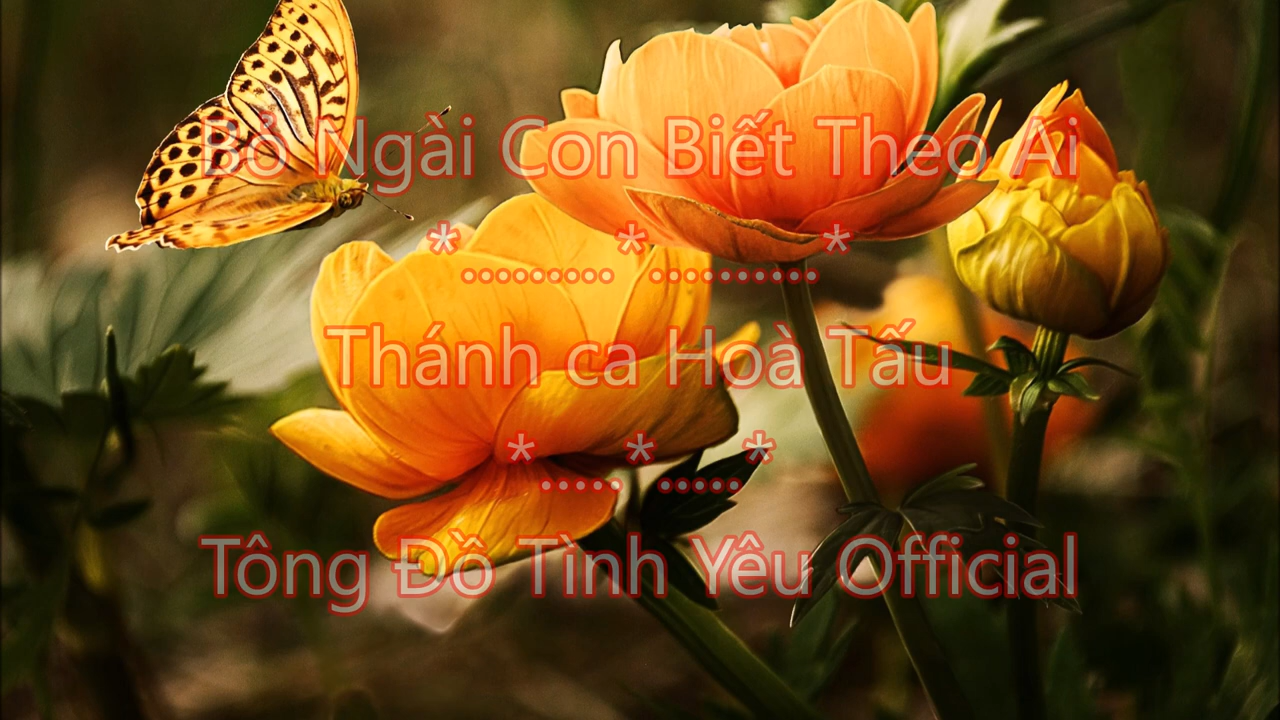 Bỏ Ngài Con Biết Theo Ai
* * *
.......... ...........
Thánh ca Hoà Tấu
* * *
...... ......
Tông Đồ Tình Yêu Official